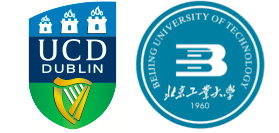 UCD
DUBLIN
BEIJING UNIVERSITY OF TECHNOLOGY
北京工业大学
1960